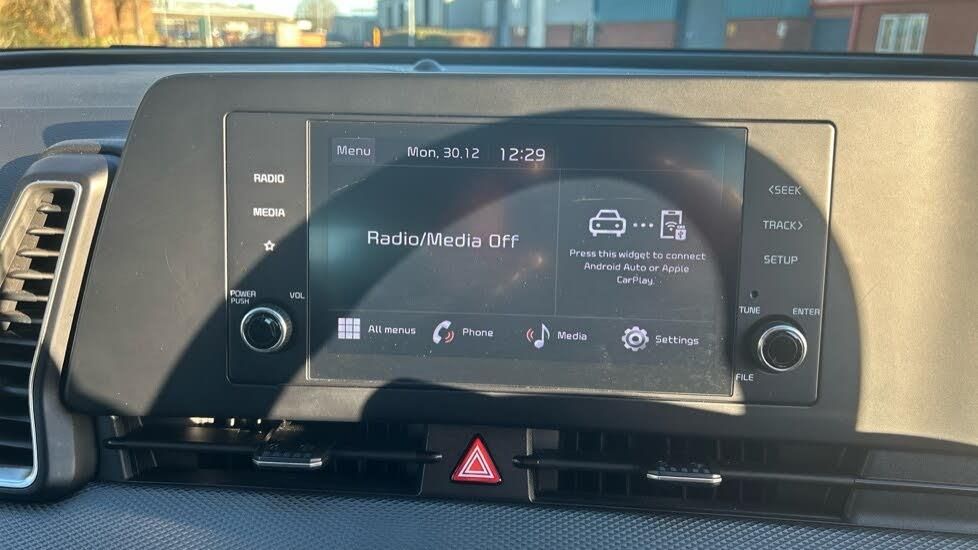 Menu
Mon, 30.12
12:29
RADIO
MEDIA
POWER
PUSH
VOL
Radio/Media Off
Press this widget to connect
Android Auto or Apple
CarPlay.
All menus
Phone
Media
Settings
<SEEK
TRACK>
SETUP
TUNE
ENTER
FILE